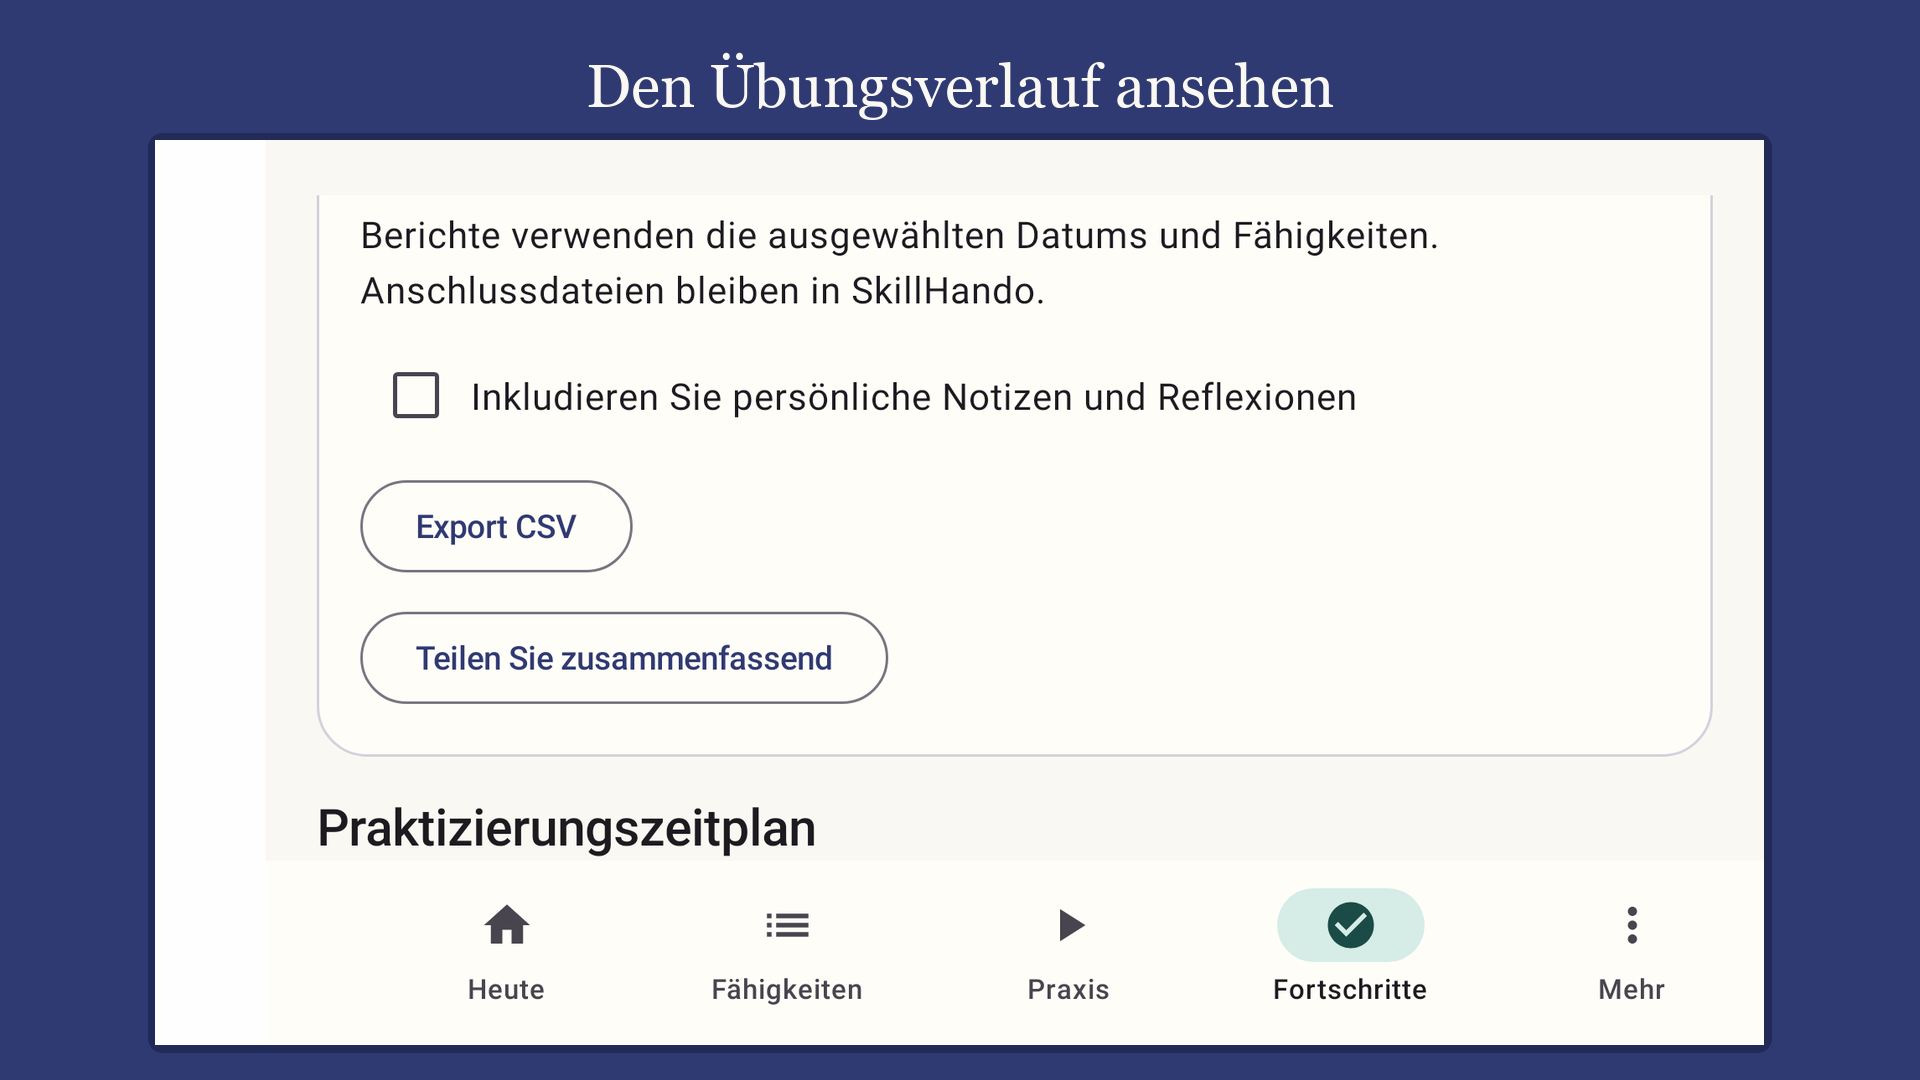 Den Übungsverlauf ansehen
Berichte verwenden die ausgewählten Datums und Fähigkeiten.
Anschlussdateien bleiben in SkillHando.
Inkludieren Sie persönliche Notizen und Reflexionen
Export CSV
Teilen Sie zusammenfassend
Praktizierungszeitplan
Heute
Fähigkeiten
Praxis
Fortschritte
Mehr